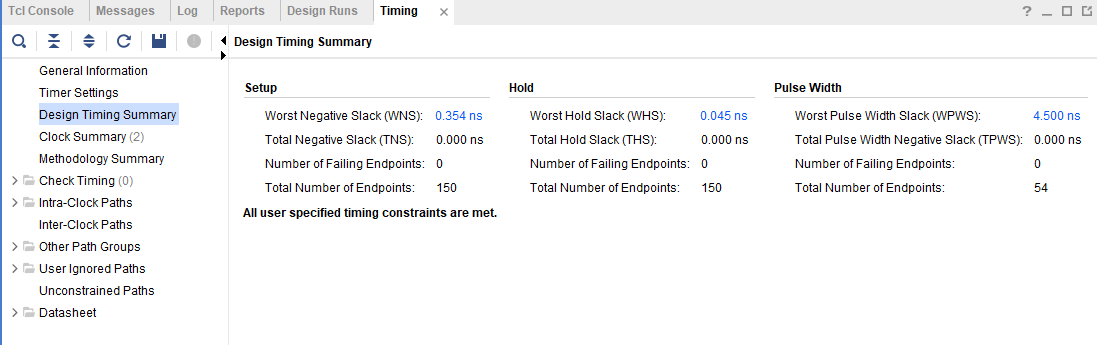 Tcl Console Messages Log Reports Design Runs Timing
Design Timing Summary
General Information
Timer Settings
Design Timing Summary
Clock Summary (2)
Methodology Summary
Check Timing (0)
Intra-Clock Paths
Inter-Clock Paths
Other Path Groups
User Ignored Paths
Unconstrained Paths
Datasheet
Setup Hold Pulse Width
Worst Negative Slack (WNS): 0.354 ns Worst Hold Slack (WHS): 0.045 ns Worst Pulse Width Slack (WPWS): 4.500 ns
Total Negative Slack (TNS): 0.000 ns Total Hold Slack (THS): 0.000 ns Total Pulse Width Negative Slack (TPWS): 0.000 ns
Number of Failing Endpoints: 0 Number of Failing Endpoints: 0 Number of Failing Endpoints: 0
Total Number of Endpoints: 150 Total Number of Endpoints: 150 Total Number of Endpoints: 54
All user specified timing constraints are met.